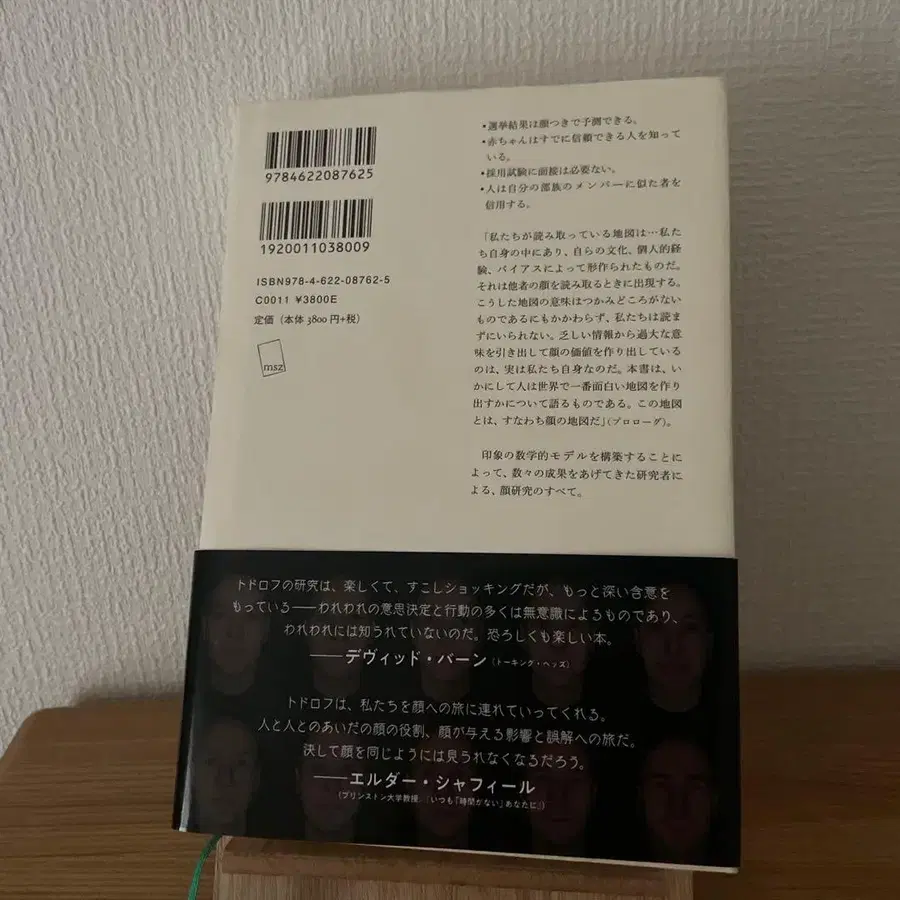 9784622087625
1920011038009
ISBN978-4-622-08762-5
C0011 ¥3800E
定価（本体3800円+税）
msz
・選挙結果は顔つきで予測できる。
・赤ちゃんはすでに信頼できる人を知って
いる。
・採用試験に面接は必要ない。
・人は自分の部族のメンバーに似た者を
信用する。
「私たちが読み取っている地図は…私た
ち自身の中にあり、自らの文化、個人的経
験、バイアスによって形作られたものだ。
それは他者の顔を読み取るときに出現する。
こうした地図の意味はつかみどころがない
ものであるにもかかわらず、私たちは読ま
ずにいられない。乏しい情報から過大な意
味を引き出して顔の価値を作り出している
のは、実は私たち自身なのだ。本書は、い
かにして人は世界で一番面白い地図を作り
出すかについて語るものである。この地図
とは、すなわち顔の地図だ」（プロローグ）。
印象の数学的モデルを構築することに
よって、数々の成果をあげてきた研究者に
よる、顔研究のすべて。
トドロフの研究は、楽しくて、すこしショッキングだが、もっと深い含意を
もっている――われわれの意思決定と行動の多くは無意識によるものであり、
われわれには知られていないのだ。恐ろしくも楽しい本。
――デヴィッド・バーン（トーキング・ヘッズ）
トドロフは、私たちを顔への旅に連れていってくれる。
人と人とのあいだの顔の役割、顔が与える影響と誤解への旅だ。
決して顔を同じようには見られなくなるだろう。
――エルダー・シャフィール
（プリンストン大学教授、『いつも「時間がない」あなたに』）